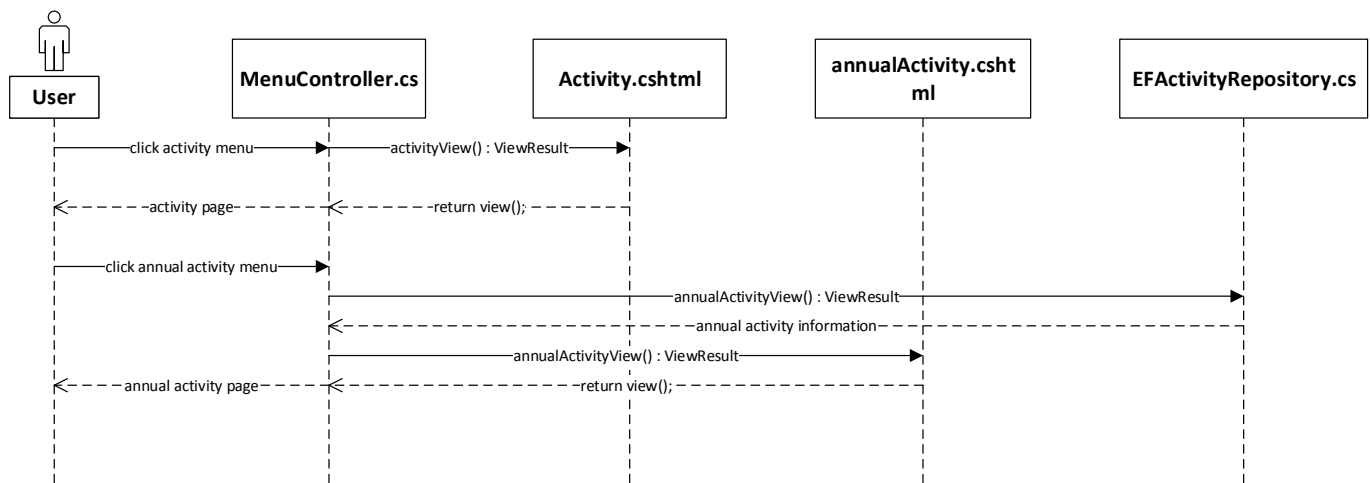 User
MenuController.cs
Activity.cshtml
annualActivity.csht
ml
EFActivityRepository.cs
click activity menu
activityView() : ViewResult
activity page
return view();
click annual activity menu
annualActivityView() : ViewResult
annual activity information
annualActivityView() : ViewResult
annual activity page
return view();